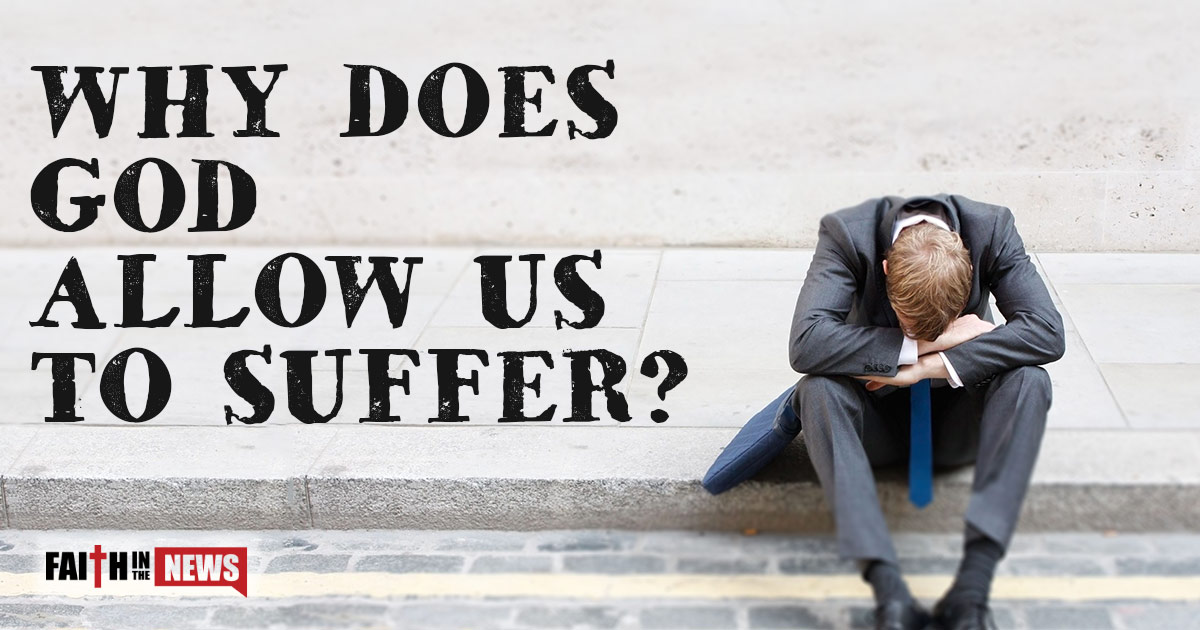 WHY DOES
GOD
ALLOW US
TO SUFFER?
FAITH IN THE NEWS